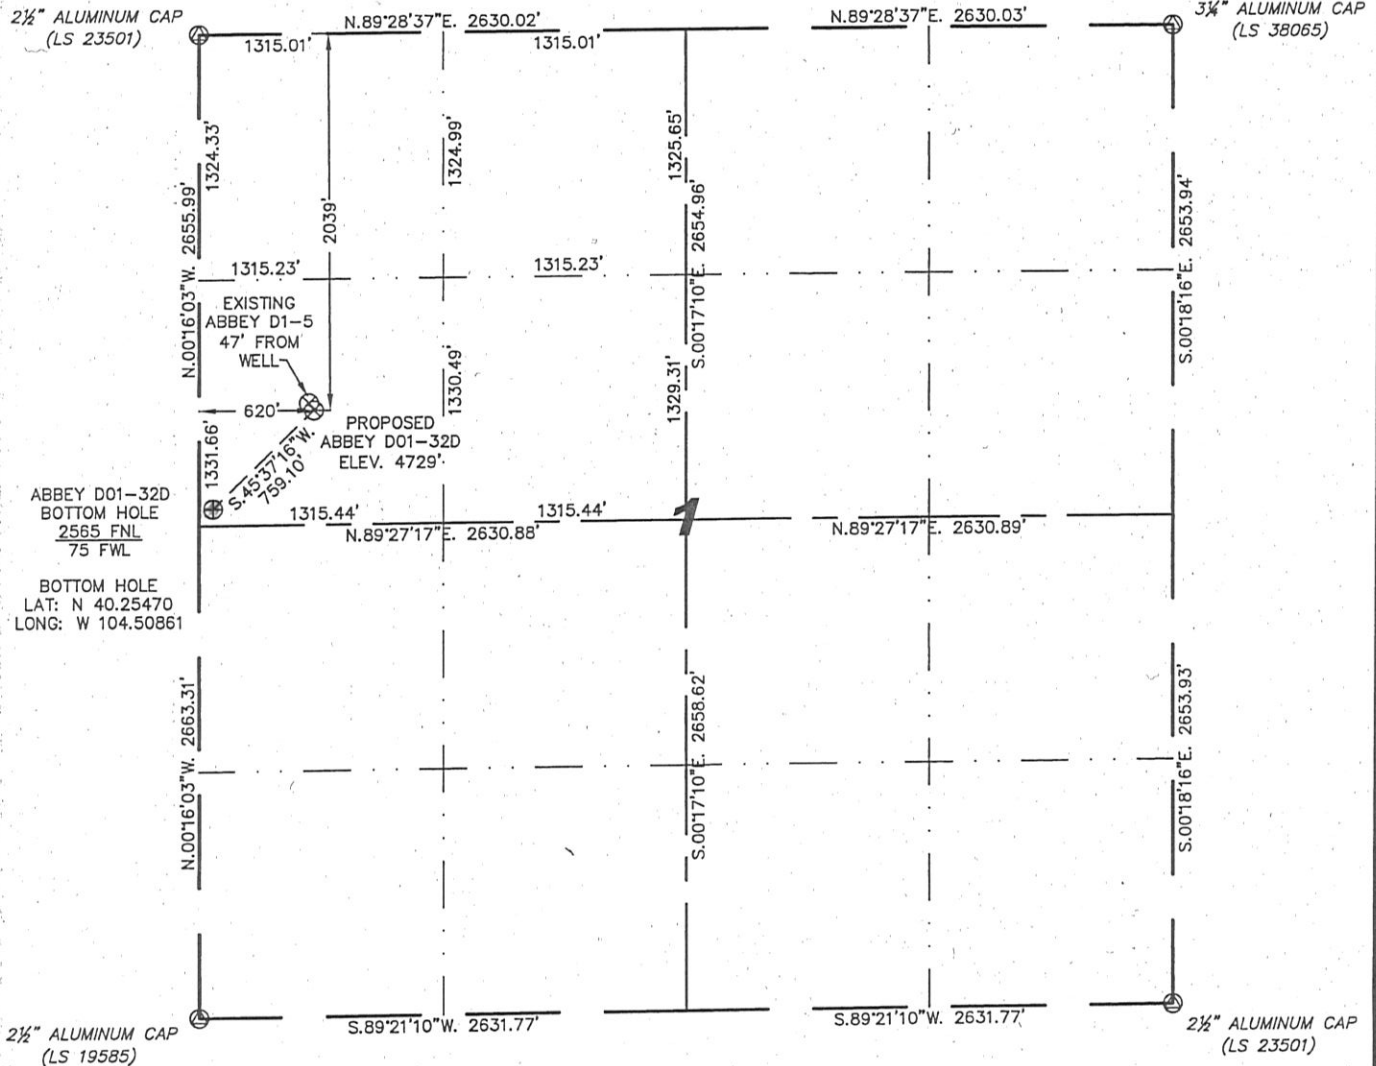 2½" ALUMINUM CAP
(LS 23501)
N.89°28'37"E. 2630.02'
1315.01'
1315.01'
N.89°28'37"E. 2630.03'
3¼" ALUMINUM CAP
(LS 38065)
1324.33'
N.00°16'03"W. 2655.99'
2039'
1324.99'
1325.65'
S.00°17'10"E. 2654.96'
S.00°18'16"E. 2653.94'
1315.23'
1315.23'
EXISTING
ABBEY D1-5
47' FROM
WELL
620'
1330.49'
1329.31'
PROPOSED
ABBEY D01-32D
ELEV. 4729'
1331.66'
S.45°37'16"W.
759.10'
ABBEY D01-32D
BOTTOM HOLE
2565 FNL
75 FWL
BOTTOM HOLE
LAT: N 40.25470
LONG: W 104.50861
1315.44'
1315.44'
N.89°27'17"E. 2630.88'
1
N.89°27'17"E. 2630.89'
N.00°16'03"W. 2663.31'
S.00°17'10"E. 2658.62'
S.00°18'16"E. 2653.93'
S.89°21'10"W. 2631.77'
S.89°21'10"W. 2631.77'
2½" ALUMINUM CAP
(LS 19585)
2½" ALUMINUM CAP
(LS 23501)